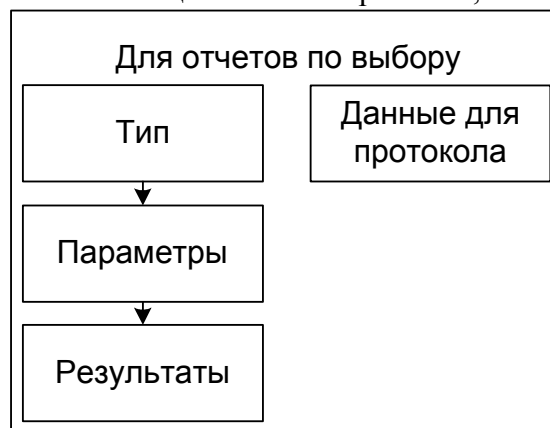 Для отчетов по выбору
Тип
Данные для
протокола
Параметры
Результаты